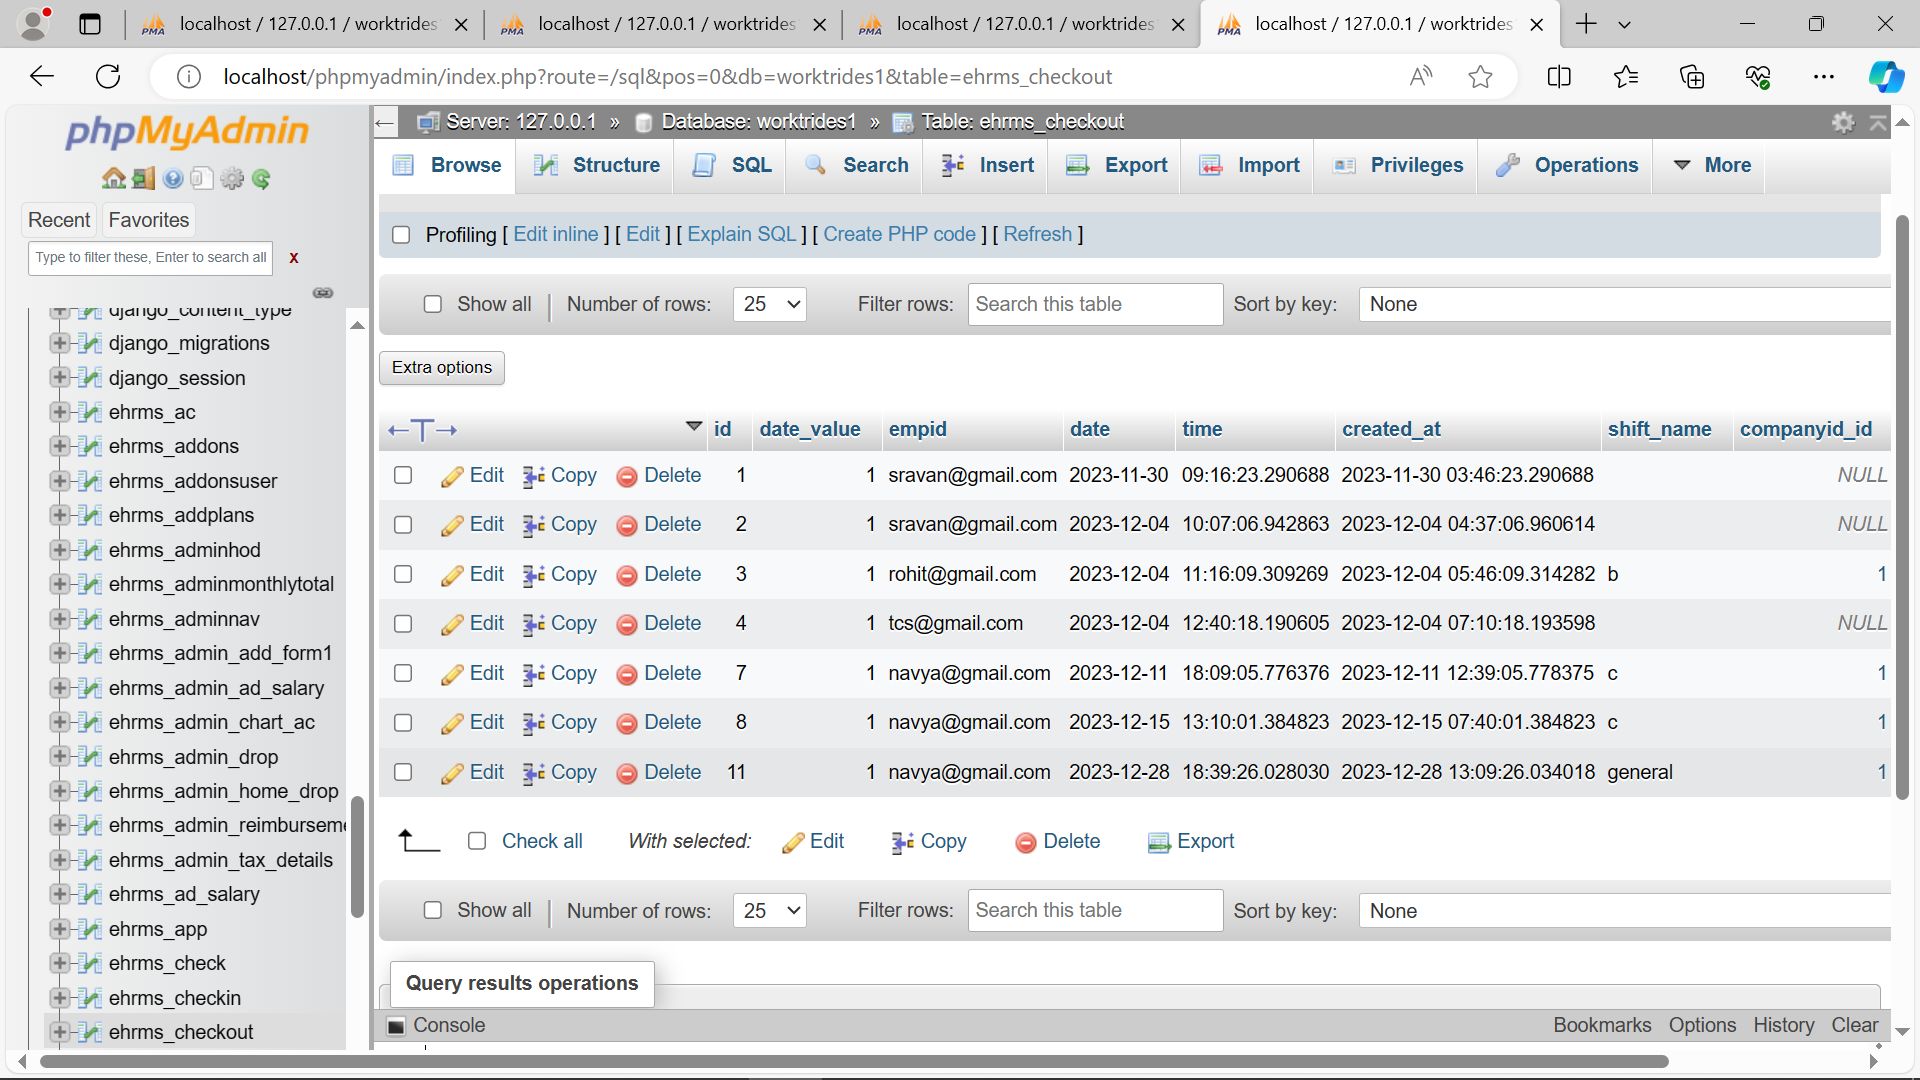 localhost / 127.0.0.1 / worktrides
localhost / 127.0.0.1 / worktrides
localhost / 127.0.0.1 / worktrides
localhost / 127.0.0.1 / worktrides
localhost/phpmyadmin/index.php?route=/sql&pos=0&db=worktrides1&table=ehrms_checkout
phpMyAdmin
Recent Favorites
Type to filter these, Enter to search all X
django_content_type
django_migrations
django_session
ehrms_ac
ehrms_addons
ehrms_addonsuser
ehrms_addplans
ehrms_adminhod
ehrms_adminmonthlytotal
ehrms_adminnav
ehrms_admin_add_form1
ehrms_admin_ad_salary
ehrms_admin_chart_ac
ehrms_admin_drop
ehrms_admin_home_drop
ehrms_admin_reimburseme
ehrms_admin_tax_details
ehrms_ad_salary
ehrms_app
ehrms_check
ehrms_checkin
ehrms_checkout
Server: 127.0.0.1 » Database: worktrides1 » Table: ehrms_checkout
Browse Structure SQL Search Insert Export Import Privileges Operations More
Profiling [ Edit inline ] [ Edit ] [ Explain SQL ] [ Create PHP code ] [ Refresh ]
Show all Number of rows: 25 Filter rows: Search this table Sort by key: None
Extra options
id date_value empid date time created_at shift_name companyid_id
Edit Copy Delete 1 1 sravan@gmail.com 2023-11-30 09:16:23.290688 2023-11-30 03:46:23.290688 NULL
Edit Copy Delete 2 1 sravan@gmail.com 2023-12-04 10:07:06.942863 2023-12-04 04:37:06.960614 NULL
Edit Copy Delete 3 1 rohit@gmail.com 2023-12-04 11:16:09.309269 2023-12-04 05:46:09.314282 b 1
Edit Copy Delete 4 1 tcs@gmail.com 2023-12-04 12:40:18.190605 2023-12-04 07:10:18.193598 NULL
Edit Copy Delete 7 1 navya@gmail.com 2023-12-11 18:09:05.776376 2023-12-11 12:39:05.778375 c 1
Edit Copy Delete 8 1 navya@gmail.com 2023-12-15 13:10:01.384823 2023-12-15 07:40:01.384823 c 1
Edit Copy Delete 11 1 navya@gmail.com 2023-12-28 18:39:26.028030 2023-12-28 13:09:26.034018 general 1
Check all With selected: Edit Copy Delete Export
Show all Number of rows: 25 Filter rows: Search this table Sort by key: None
Query results operations
Console Bookmarks Options History Clear